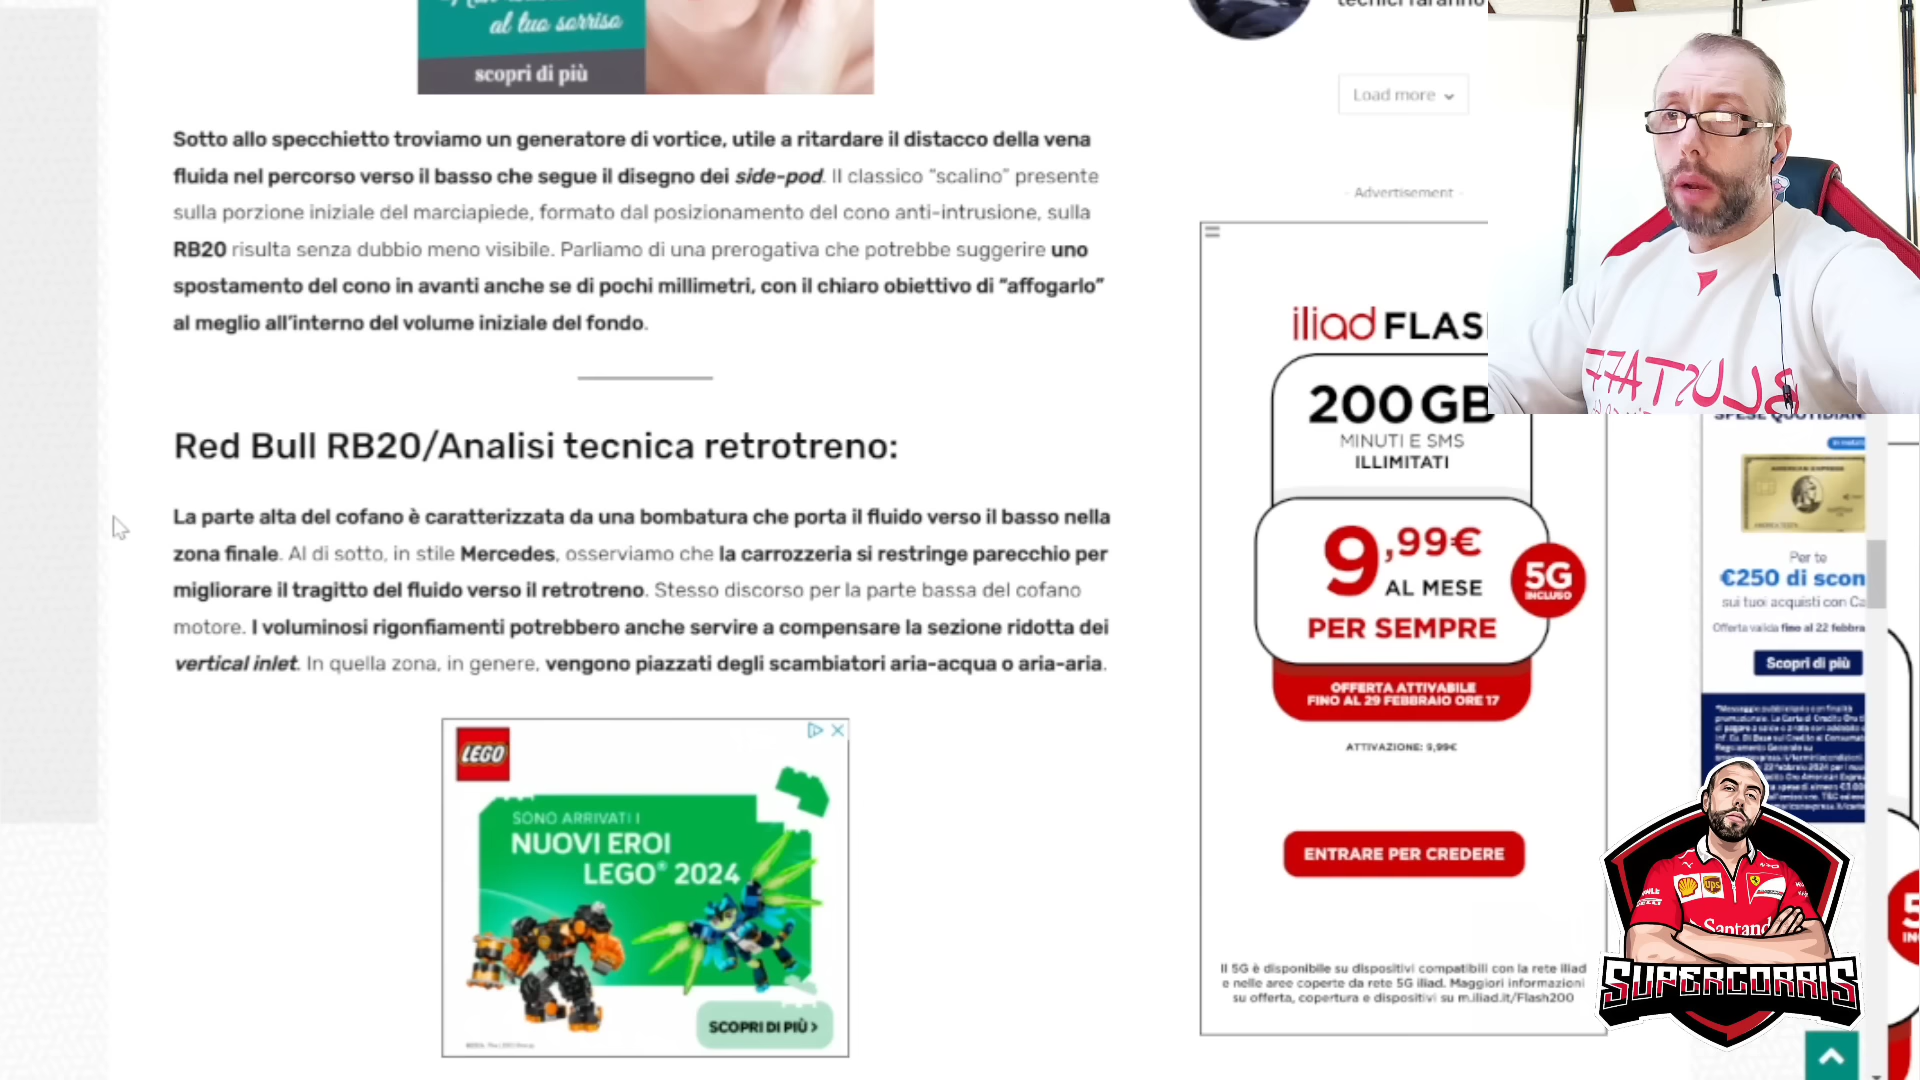 al tuo sorriso
scopri di più
Sotto allo specchietto troviamo un generatore di vortice, utile a ritardare il distacco della vena
fluida nel percorso verso il basso che segue il disegno dei side-pod. Il classico “scalino” presente
sulla porzione iniziale del marciapiede, formato dal posizionamento del cono anti-intrusione, sulla
RB20 risulta senza dubbio meno visibile. Parliamo di una prerogativa che potrebbe suggerire uno
spostamento del cono in avanti anche se di pochi millimetri, con il chiaro obiettivo di “affogarlo”
al meglio all’interno del volume iniziale del fondo.
Red Bull RB20/Analisi tecnica retrotreno:
La parte alta del cofano è caratterizzata da una bombatura che porta il fluido verso il basso nella
zona finale. Al di sotto, in stile Mercedes, osserviamo che la carrozzeria si restringe parecchio per
migliorare il tragitto del fluido verso il retrotreno. Stesso discorso per la parte bassa del cofano
motore. I voluminosi rigonfiamenti potrebbero anche servire a compensare la sezione ridotta dei
vertical inlet. In quella zona, in genere, vengono piazzati degli scambiatori aria-acqua o aria-aria.
LEGO
SONO ARRIVATI I
NUOVI EROI
LEGO® 2024
SCOPRI DI PIÙ >
tecnici faranno
Load more
- Advertisement -
iliad FLAS
200 GB
MINUTI E SMS
ILLIMITATI
9,99€
AL MESE
PER SEMPRE
5G
INCLUSO
OFFERTA ATTIVABILE
FINO AL 29 FEBBRAIO ORE 17
ATTIVAZIONE: 9,99€
ENTRARE PER CREDERE
Il 5G è disponibile su dispositivi compatibili con la rete iliad
e nelle aree coperte da rete 5G iliad. Maggiori informazioni
su offerta, copertura e dispositivi su m.iliad.it/Flash200
SPESE QUOTIDIAN
Per te
€250 di scon
sui tuoi acquisti con Ca
Offerta valida fino al 22 febbra
Scopri di più
ups
Santand
SUPERCORRIS